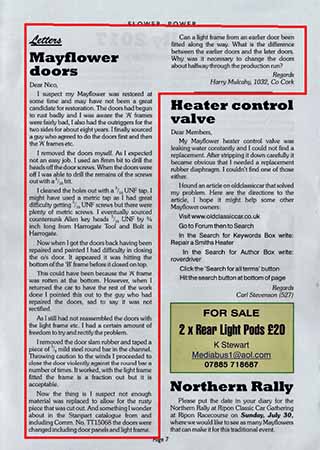 FLOWER POWER
Letters
Mayflower
doors
Dear Nico,
I suspect my Mayflower was restored at
some time and may have not been a great
candidate for restoration. The doors had begun
to rust badly and I was aware the 'A' frames
were fairly bad, I also had the outriggers for the
two sides for about eight years. I finally sourced
a guy who agreed to do the doors first and then
the 'A' frames etc.
I removed the doors myself. As I expected
not an easy job. I used an 8mm bit to drill the
heads off the door screws. When the doors were
off I was able to drill the remains of the screws
out with a bit.
I cleaned the holes out with a UNF tap. I
might have used a metric tap as I had great
difficulty getting UNF screws but there were
plenty of metric screws. I eventually sourced
countersunk Allen key heads UNF by ¾
inch long from Harrogate Tool and Bolt in
Harrogate.
Now when I got the doors back having been
repaired and painted I had difficulty in closing
the o/s door. It appeared it was hitting the
bottom of the 'B' frame before it closed on top.
This could have been because the 'A' frame
was rotten at the bottom. However, when I
returned the car to have the rest of the work
done I pointed this out to the guy who had
repaired the doors, sad to say it was not
rectified.
As I still had not reassembled the doors with
the light frame etc. I had a certain amount of
freedom to try and rectify the problem.
I removed the door slam rubber and taped a
piece of mild steel round bar in the channel.
Throwing caution to the winds I proceeded to
close the door violently against the round bar a
number of times. It worked, with the light frame
fitted the frame is a fraction out but it is
acceptable.
Now the thing is I suspect not enough
material was replaced to allow for the rusty
piece that was cut out. And something I wonder
about in the Stanpart catalogue from and
including Comm. No. TT15068 the doors were
changed including door panels and light frame.
Can a light frame from an earlier door been
fitted along the way. What is the difference
between the earlier doors and the later doors.
Why was it necessary to change the doors
about halfway through the production run?
Regards
Harry Mulcahy, 1032, Co Cork
Heater control
valve
Dear Members,
My Mayflower heater control valve was
leaking water constantly and I could not find a
replacement. After stripping it down carefully it
became obvious that I needed a replacement
rubber diaphragm. I couldn't find one of those
either.
I found an article on oldclassiccar that solved
my problem. Here are the directions to the
article, I hope it might help some other
Mayflower owners:
Visit www.oldclassiccar.co.uk
Go to Forum then to Search
In the Search for Keywords Box write:
Repair a Smiths Heater
In the Search for Author Box write:
roverdriver
Click the 'Search for all terms' button
Hit the search button at bottom of page
Regards
Carl Stevenson (527)
FOR SALE
2 x Rear Light Pods £20
K Stewart
Mediabus1@aol.com
07885 718687
Northern Rally
Please put the date in your diary for the
Northern Rally at Ripon Classic Car Gathering
at Ripon Racecourse on Sunday, July 30,
where we would like to see as many Mayflowers
that can make it for this traditional event.
Page 7